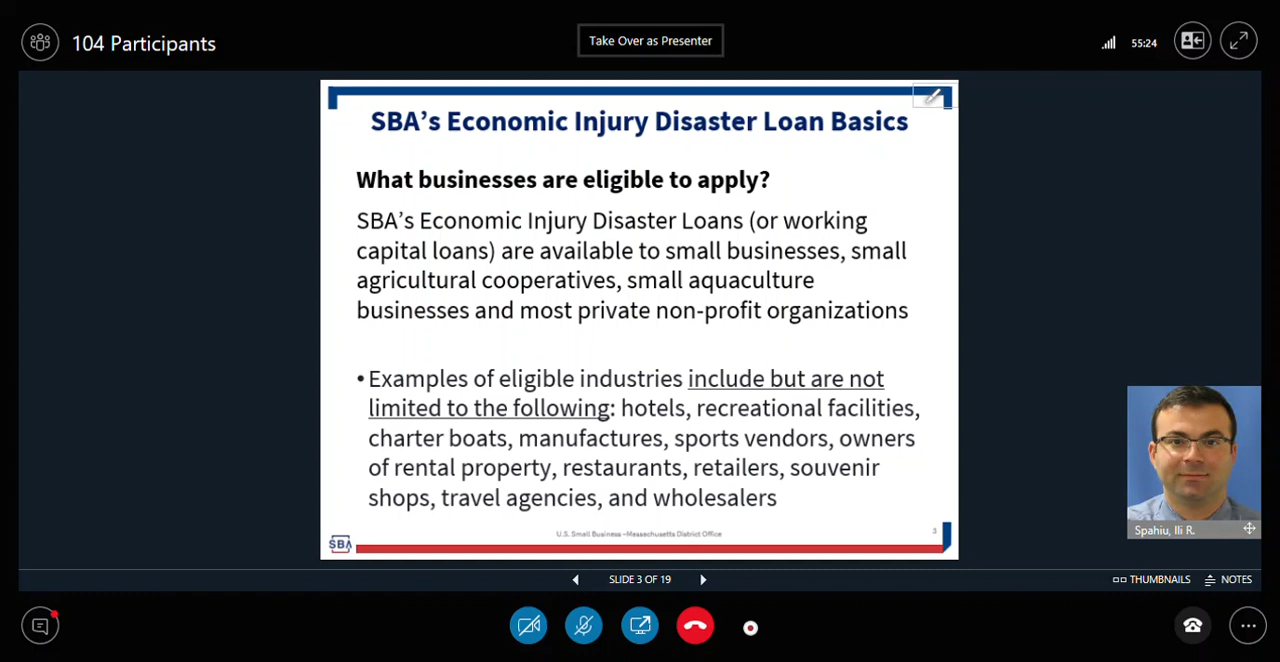 104 Participants
Take Over as Presenter
55:24
SBA's Economic Injury Disaster Loan Basics
What businesses are eligible to apply?
SBA's Economic Injury Disaster Loans (or working
capital loans) are available to small businesses, small
agricultural cooperatives, small aquaculture
businesses and most private non-profit organizations
•Examples of eligible industries include but are not
limited to the following: hotels, recreational facilities,
charter boats, manufactures, sports vendors, owners
of rental property, restaurants, retailers, souvenir
shops, travel agencies, and wholesalers
Spahiu, Ili R.
SBA
U.S. Small Business –Massachusetts District Office
3
SLIDE 3 OF 19
THUMBNAILS
NOTES